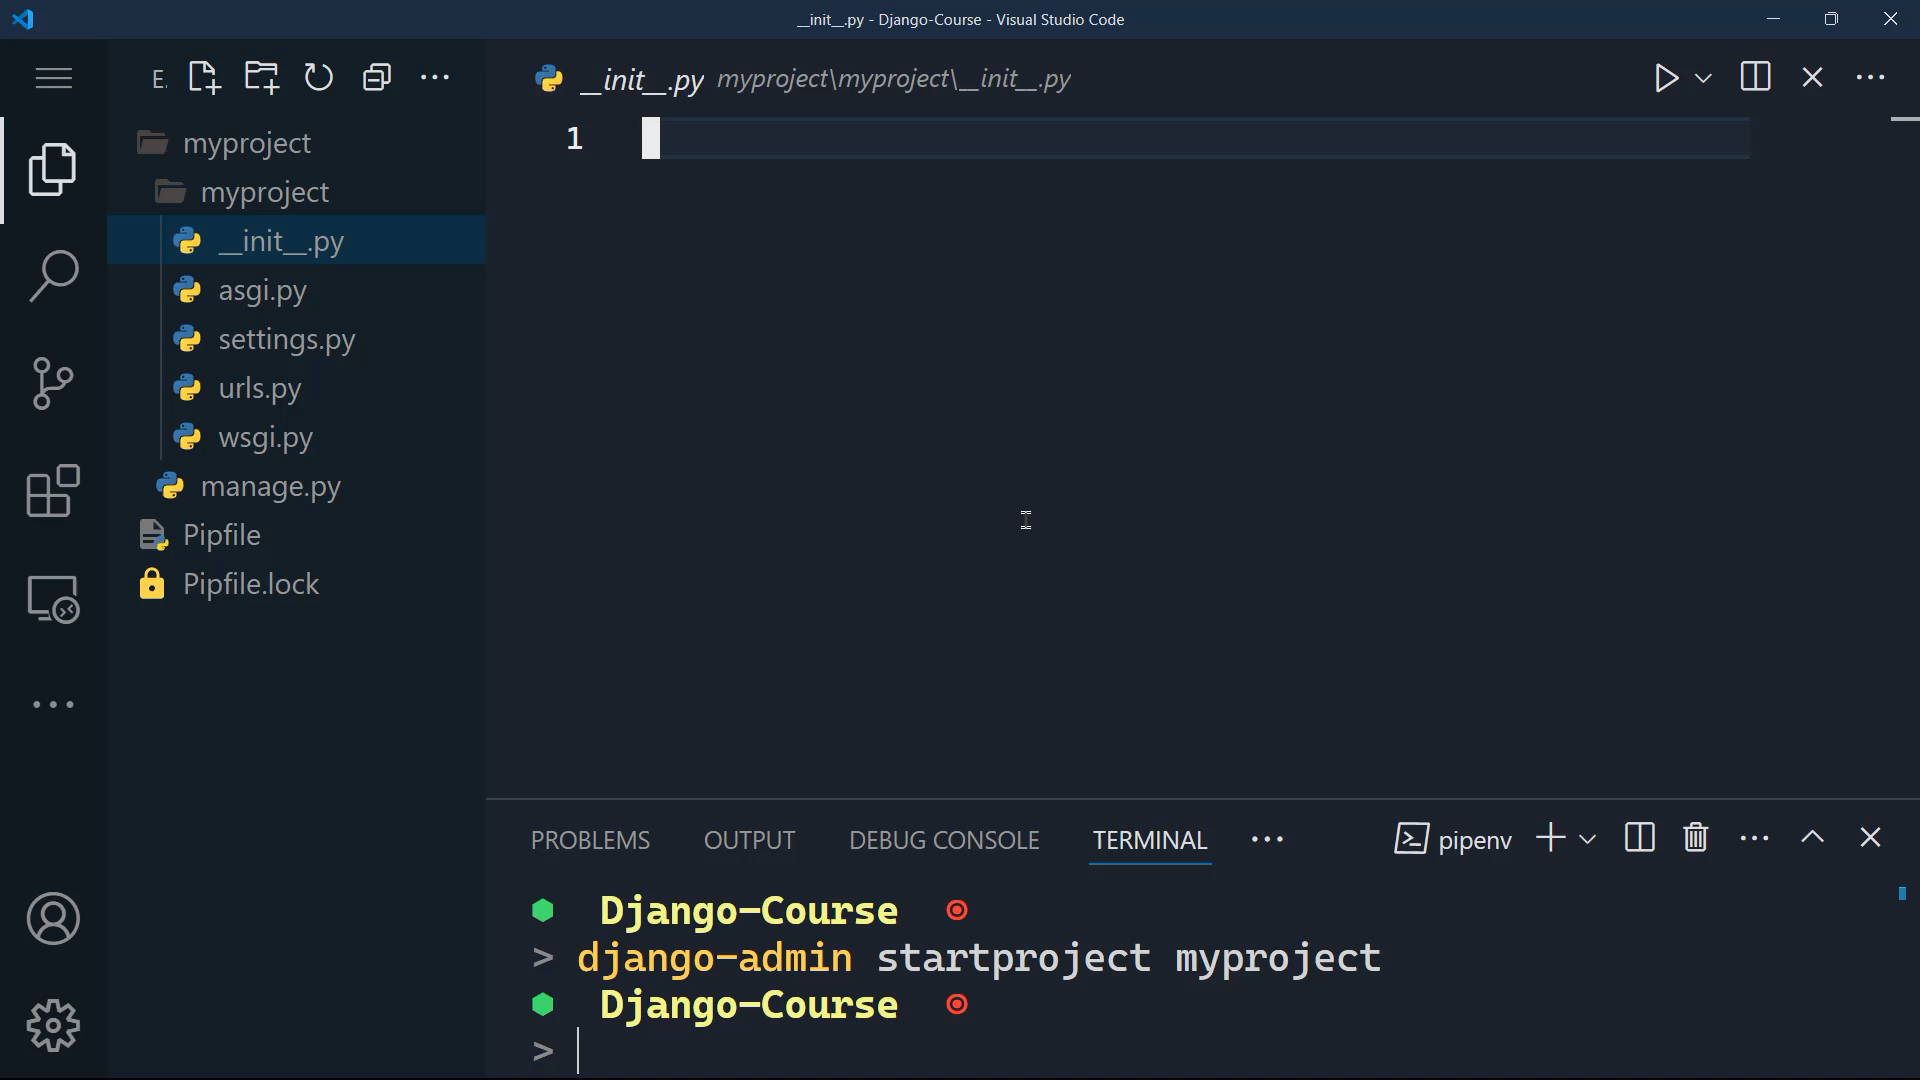 __init__.py - Django-Course - Visual Studio Code
E.
__init__.py myproject\myproject\__init__.py
1
myproject
myproject
__init__.py
asgi.py
settings.py
urls.py
wsgi.py
manage.py
Pipfile
Pipfile.lock
PROBLEMS OUTPUT DEBUG CONSOLE TERMINAL ··· pipenv
Django-Course
> django-admin startproject myproject
Django-Course
>